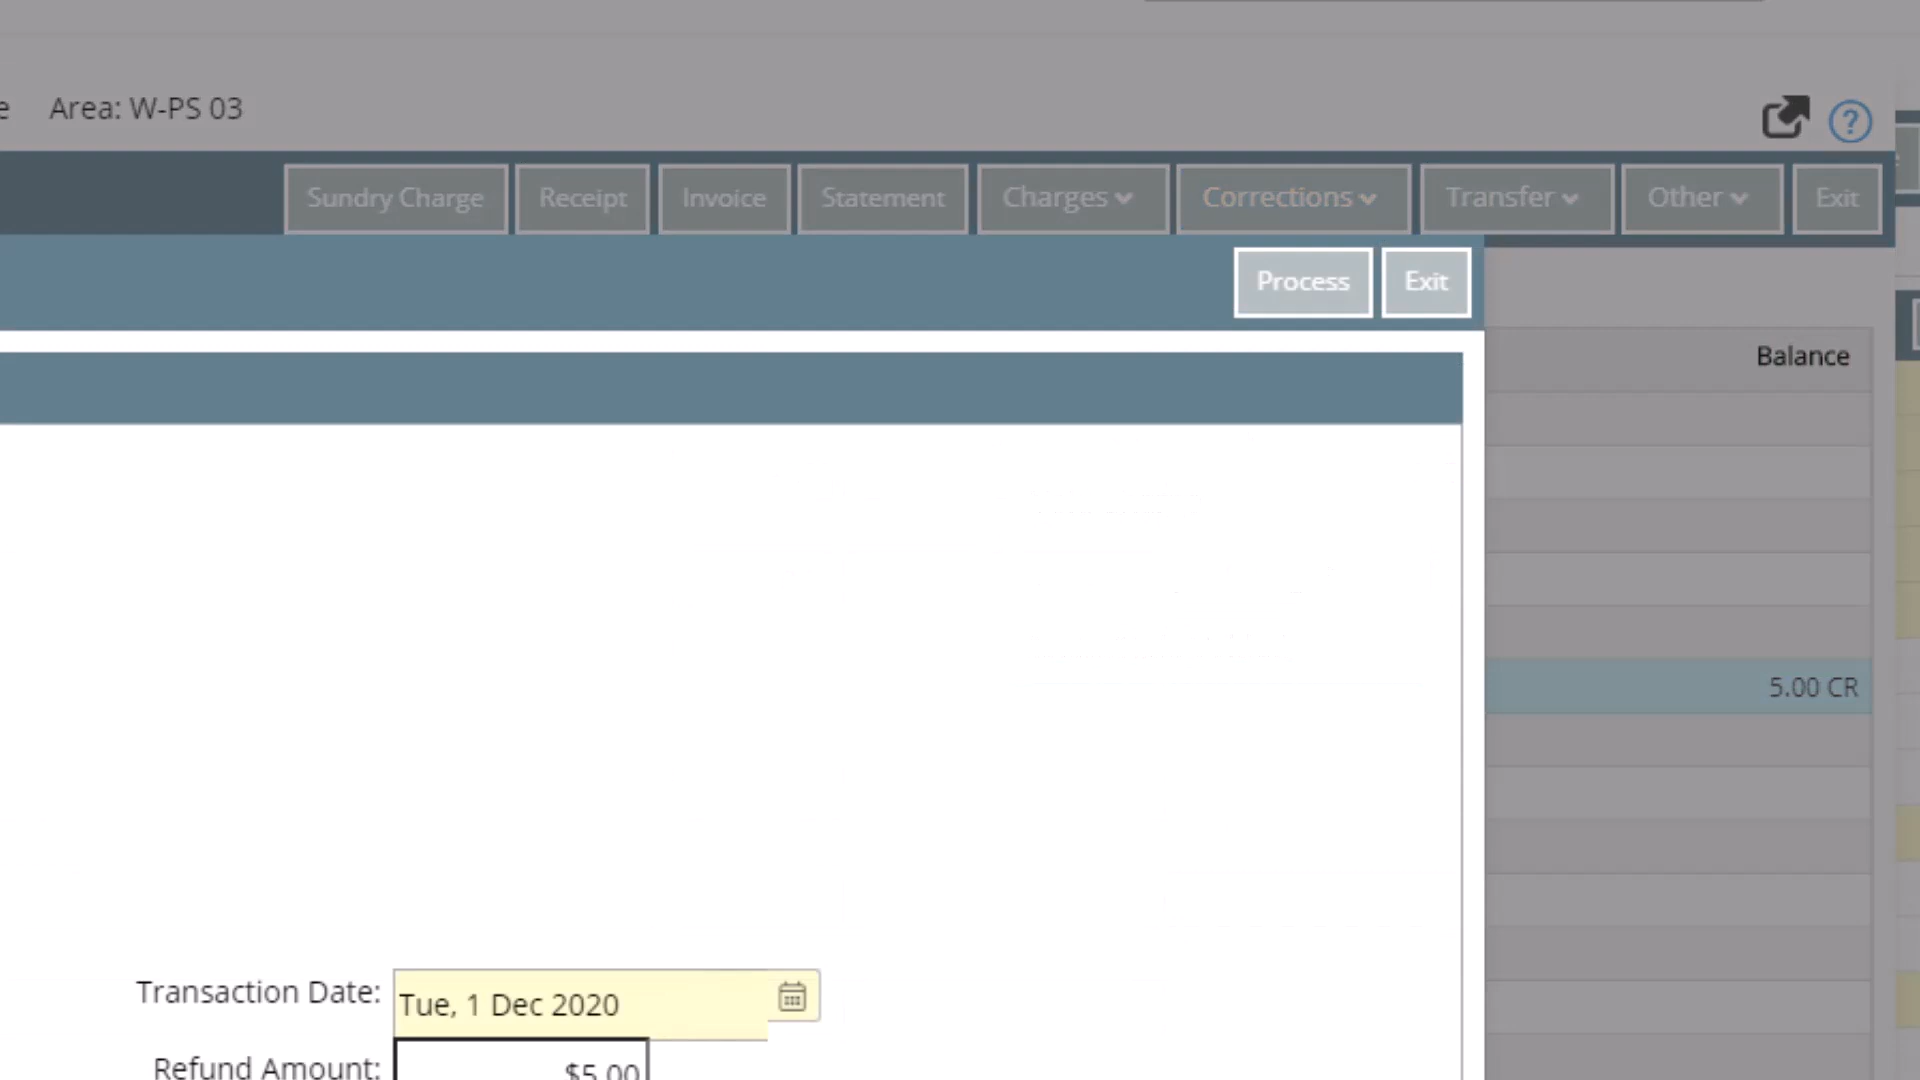 Area: W-PS 03
Sundry Charge Receipt Invoice Statement Charges Corrections Transfer Other Exit
Process Exit
Balance
5.00 CR
Transaction Date: Tue, 1 Dec 2020
Refund Amount: $5.00